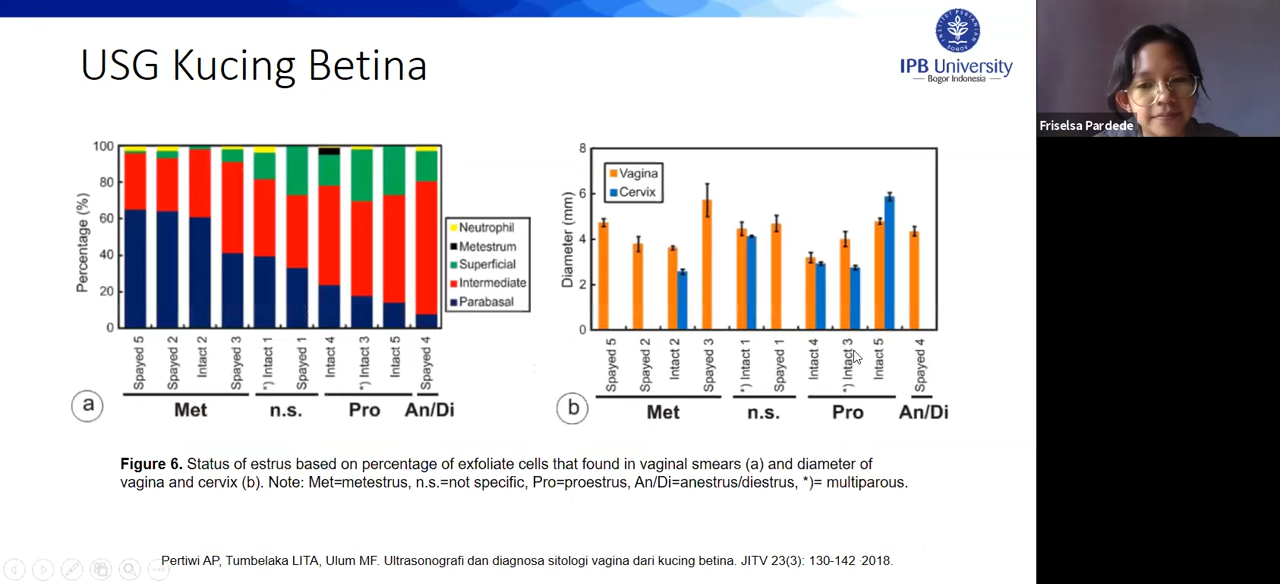 USG Kucing Betina
INSTITUT PERTANIAN
BOGOR
IPB University
Bogor Indonesia
Friselsa Pardede
100
80
60
40
20
0
Percentage (%)
Neutrophil
Metestrum
Superficial
Intermediate
Parabasal
Spayed 5
Spayed 2
Intact 2
Spayed 3
*) Intact 1
Spayed 1
Intact 4
*) Intact 3
Intact 5
Spayed 4
Met
n.s.
Pro
An/Di
a
8
6
4
2
0
Diameter (mm)
Vagina
Cervix
Spayed 5
Spayed 2
Intact 2
Spayed 3
*) Intact 1
Spayed 1
Intact 4
*) Intact 3
Intact 5
Spayed 4
Met
n.s.
Pro
An/Di
b
Figure 6. Status of estrus based on percentage of exfoliate cells that found in vaginal smears (a) and diameter of
vagina and cervix (b). Note: Met=metestrus, n.s.=not specific, Pro=proestrus, An/Di=anestrus/diestrus, *)= multiparous.
Pertiwi AP, Tumbelaka LITA, Ulum MF. Ultrasonografi dan diagnosa sitologi vagina dari kucing betina. JITV 23(3): 130-142 2018.